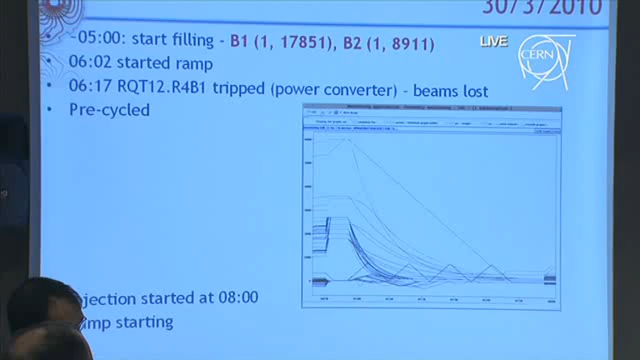 30/3/2010
LIVE
CERN
• ~05:00: start filling - B1 (1, 17851), B2 (1, 8911)
• 06:02 started ramp
• 06:17 RQT12.R4B1 tripped (power converter) - beams lost
• Pre-cycled
jection started at 08:00
mp starting